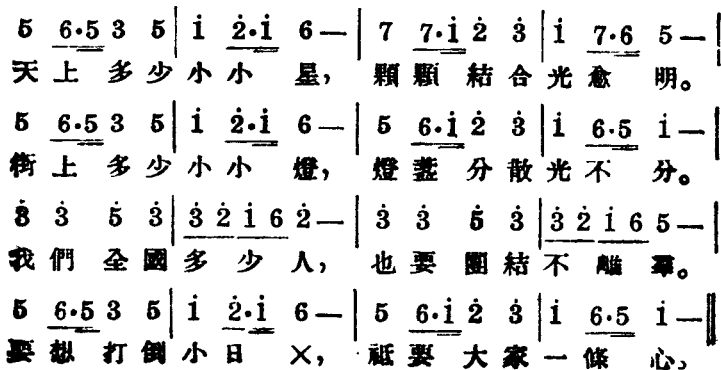 5 6·5 3 5 | i̇ 2̇·i̇ 6 — | 7 7·i̇ 2̇ 3̇ | i̇ 7·6 5 — |
天上多少小小星，顆顆結合光愈明。
5 6·5 3 5 | i̇ 2̇·i̇ 6 — | 5 6·i̇ 2̇ 3̇ | i̇ 6·5 i̇ — |
街上多少小小燈，燈盞分散光不分。
3̇ 3̇ 5̇ 3̇ | 3̇ 2̇ i̇ 6 2̇ — | 3̇ 3̇ 5̇ 3̇ | 3̇ 2̇ i̇ 6 5 — |
我們全國多少人，也要團結不離羣。
5 6·5 3 5 | i̇ 2̇·i̇ 6 — | 5 6·i̇ 2̇ 3̇ | i̇ 6·5 i̇ — ‖
要想打倒小日×，祗要大家一條心。